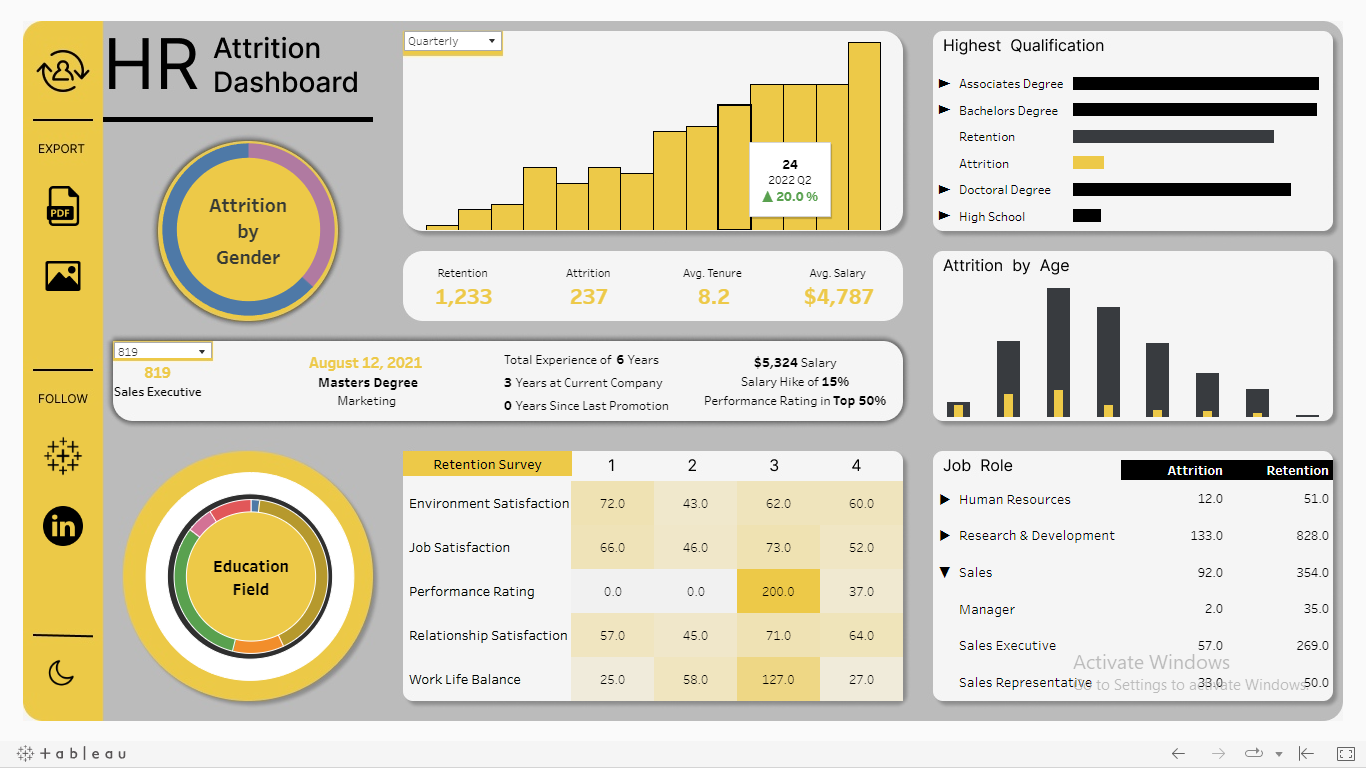 HR Attrition
Dashboard
EXPORT
PDF
FOLLOW
in
Attrition
by
Gender
Quarterly
24
2022 Q2
▲ 20.0 %
Retention Attrition Avg. Tenure Avg. Salary
1,233 237 8.2 $4,787
819
819
Sales Executive
August 12, 2021
Masters Degree
Marketing
Total Experience of 6 Years
3 Years at Current Company
0 Years Since Last Promotion
$5,324 Salary
Salary Hike of 15%
Performance Rating in Top 50%
Education
Field
Retention Survey 1 2 3 4
Environment Satisfaction 72.0 43.0 62.0 60.0
Job Satisfaction 66.0 46.0 73.0 52.0
Performance Rating 0.0 0.0 200.0 37.0
Relationship Satisfaction 57.0 45.0 71.0 64.0
Work Life Balance 25.0 58.0 127.0 27.0
Highest Qualification
Associates Degree
Bachelors Degree
Retention
Attrition
Doctoral Degree
High School
Attrition by Age
Job Role Attrition Retention
Human Resources 12.0 51.0
Research & Development 133.0 828.0
Sales 92.0 354.0
Manager 2.0 35.0
Sales Executive 57.0 269.0
Sales Representative 33.0 50.0
Activate Windows
Go to Settings to activate Windows.
+ a b l e a u